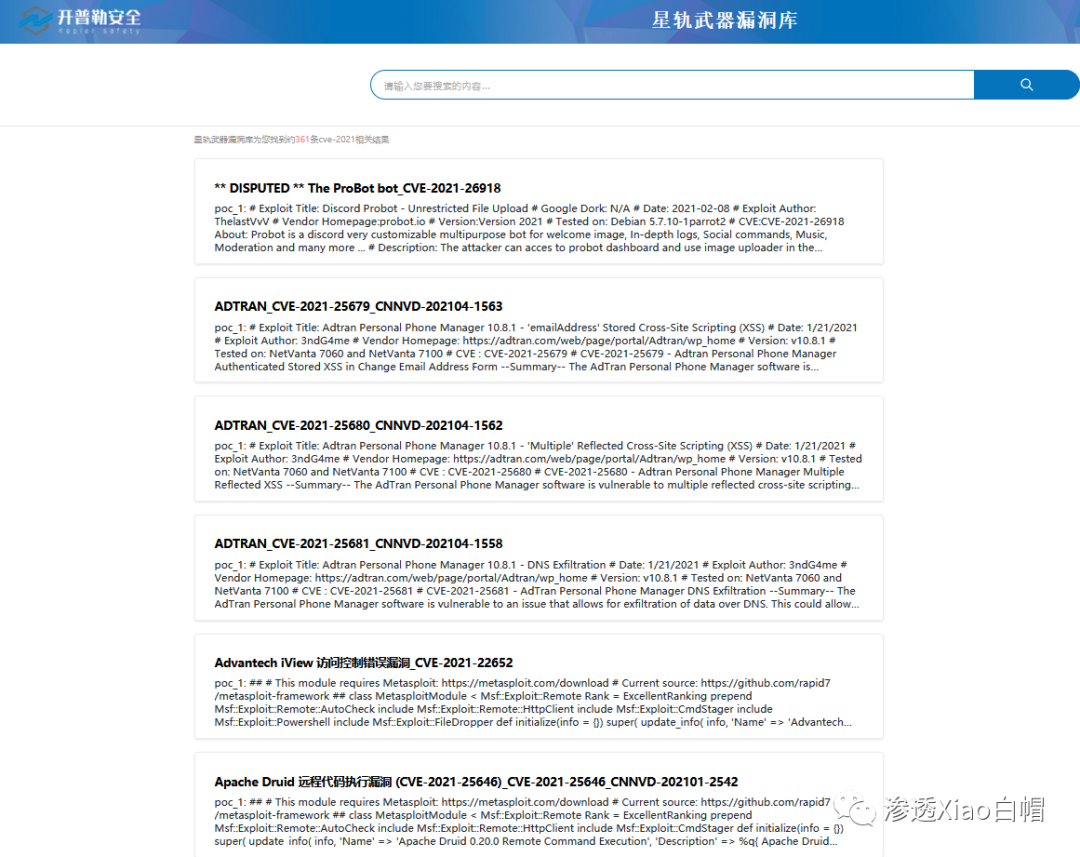 开普勒安全
Kepler safety
星轨武器漏洞库
请输入您要搜索的内容...
星轨武器漏洞库为您找到约361条cve-2021相关结果
** DISPUTED ** The ProBot bot_CVE-2021-26918
poc_1: # Exploit Title: Discord Probot - Unrestricted File Upload # Google Dork: N/A # Date: 2021-02-08 # Exploit Author:
ThelastVvV # Vendor Homepage:probot.io # Version:Version 2021 # Tested on: Debian 5.7.10-1parrot2 # CVE:CVE-2021-26918
About: Probot is a discord very customizable multipurpose bot for welcome image, In-depth logs, Social commands, Music,
Moderation and many more ... # Description: The attacker can acces to probot dashboard and use image uploader in the...
ADTRAN_CVE-2021-25679_CNNVD-202104-1563
poc_1: # Exploit Title: Adtran Personal Phone Manager 10.8.1 - 'emailAddress' Stored Cross-Site Scripting (XSS) # Date: 1/21/2021
# Exploit Author: 3ndG4me # Vendor Homepage: https://adtran.com/web/page/portal/Adtran/wp_home # Version: v10.8.1 #
Tested on: NetVanta 7060 and NetVanta 7100 # CVE : CVE-2021-25679 # CVE-2021-25679 - Adtran Personal Phone Manager
Authenticated Stored XSS in Change Email Address Form --Summary-- The AdTran Personal Phone Manager software is...
ADTRAN_CVE-2021-25680_CNNVD-202104-1562
poc_1: # Exploit Title: Adtran Personal Phone Manager 10.8.1 - 'Multiple' Reflected Cross-Site Scripting (XSS) # Date: 1/21/2021 #
Exploit Author: 3ndG4me # Vendor Homepage: https://adtran.com/web/page/portal/Adtran/wp_home # Version: v10.8.1 # Tested
on: NetVanta 7060 and NetVanta 7100 # CVE : CVE-2021-25680 # CVE-2021-25680 - Adtran Personal Phone Manager Multiple
Reflected XSS --Summary-- The AdTran Personal Phone Manager software is vulnerable to multiple reflected cross-site scripting...
ADTRAN_CVE-2021-25681_CNNVD-202104-1558
poc_1: # Exploit Title: Adtran Personal Phone Manager 10.8.1 - DNS Exfiltration # Date: 1/21/2021 # Exploit Author: 3ndG4me #
Vendor Homepage: https://adtran.com/web/page/portal/Adtran/wp_home # Version: v10.8.1 # Tested on: NetVanta 7060 and
NetVanta 7100 # CVE : CVE-2021-25681 # CVE-2021-25681 - AdTran Personal Phone Manager DNS Exfiltration --Summary-- The
AdTran Personal Phone Manager software is vulnerable to an issue that allows for exfiltration of data over DNS. This could allow...
Advantech iView 访问控制错误漏洞_CVE-2021-22652
poc_1: ## # This module requires Metasploit: https://metasploit.com/download # Current source: https://github.com/rapid7
/metasploit-framework ## class MetasploitModule < Msf::Exploit::Remote Rank = ExcellentRanking prepend
Msf::Exploit::Remote::AutoCheck include Msf::Exploit::Remote::HttpClient include Msf::Exploit::CmdStager include
Msf::Exploit::Powershell include Msf::Exploit::FileDropper def initialize(info = {}) super( update_info( info, 'Name' => 'Advantech...
Apache Druid 远程代码执行漏洞 (CVE-2021-25646)_CVE-2021-25646_CNNVD-202101-2542
poc_1: ## # This module requires Metasploit: https://metasploit.com/download # Current source: https://github.com/rapid7
/metasploit-framework ## class MetasploitModule < Msf::Exploit::Remote Rank = ExcellentRanking prepend
Msf::Exploit::Remote::AutoCheck include Msf::Exploit::Remote::HttpClient include Msf::Exploit::CmdStager def initialize(info = {})
super( update_info( info, 'Name' => 'Apache Druid 0.20.0 Remote Command Execution', 'Description' => %q{ Apache Druid...
渗透Xiao白帽